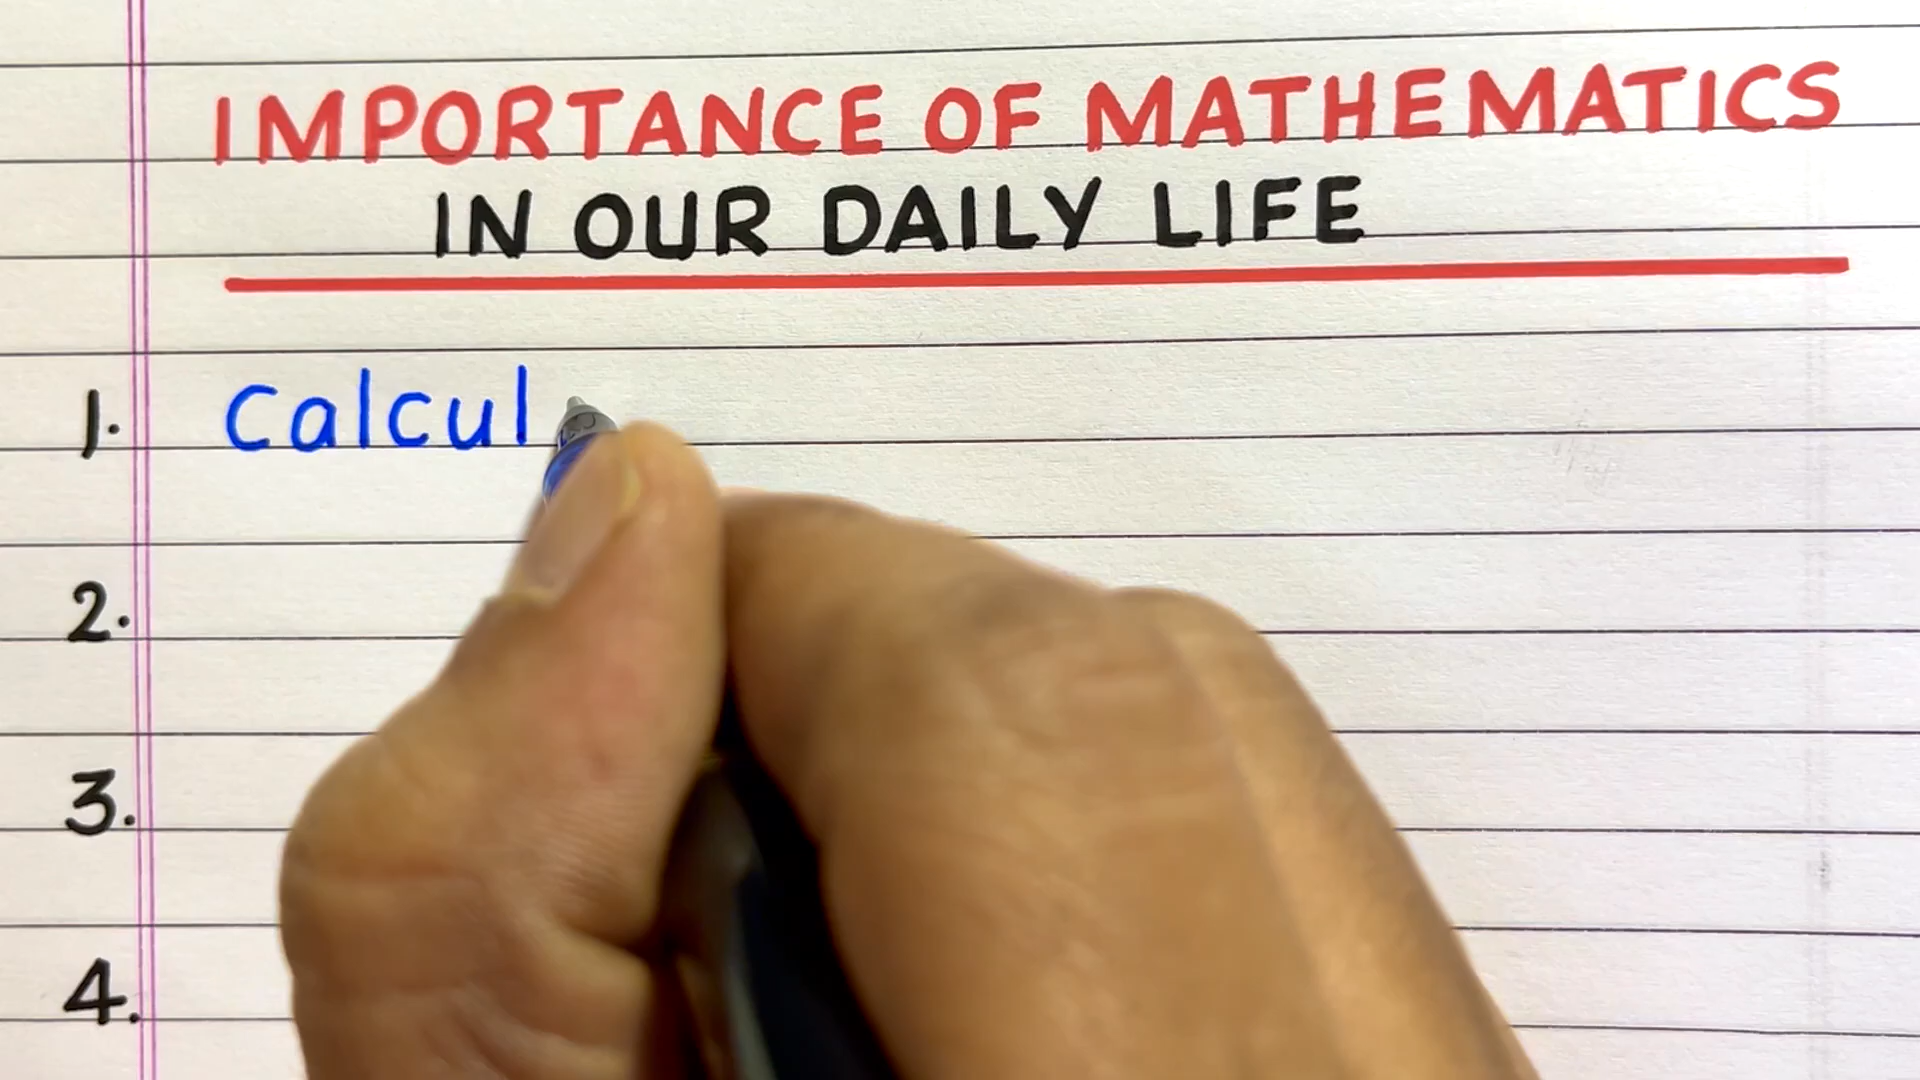 IMPORTANCE OF MATHEMATICS
IN OUR DAILY LIFE
1. Calcul
2.
3.
4.